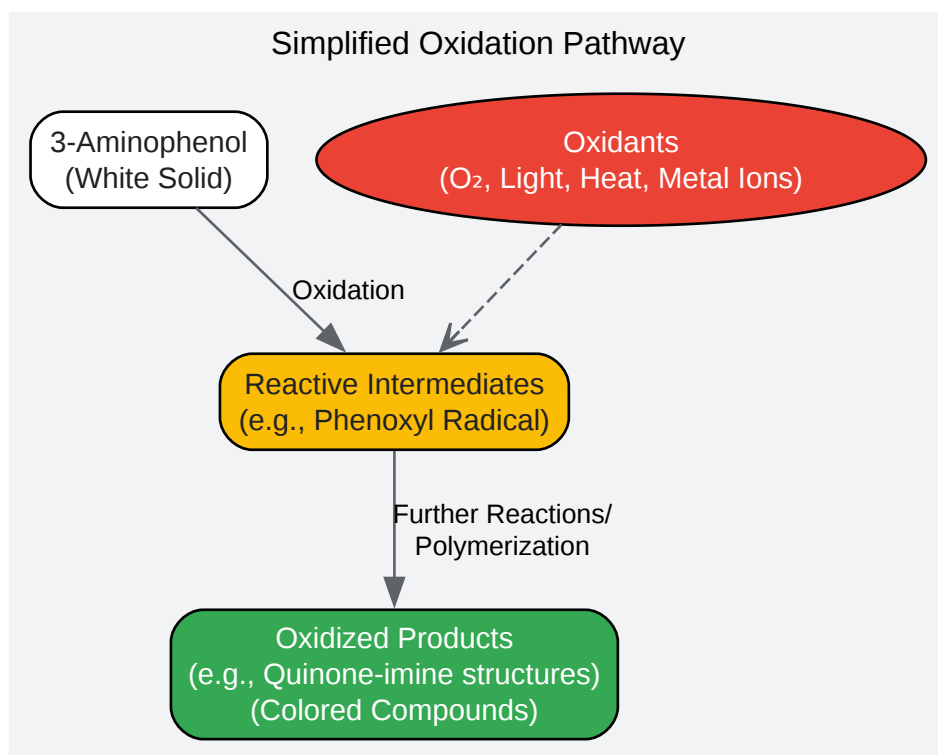 Simplified Oxidation Pathway
3-Aminophenol
(White Solid)
Oxidants
(O₂, Light, Heat, Metal Ions)
Oxidation
Reactive Intermediates
(e.g., Phenoxyl Radical)
Further Reactions/
Polymerization
Oxidized Products
(e.g., Quinone-imine structures)
(Colored Compounds)